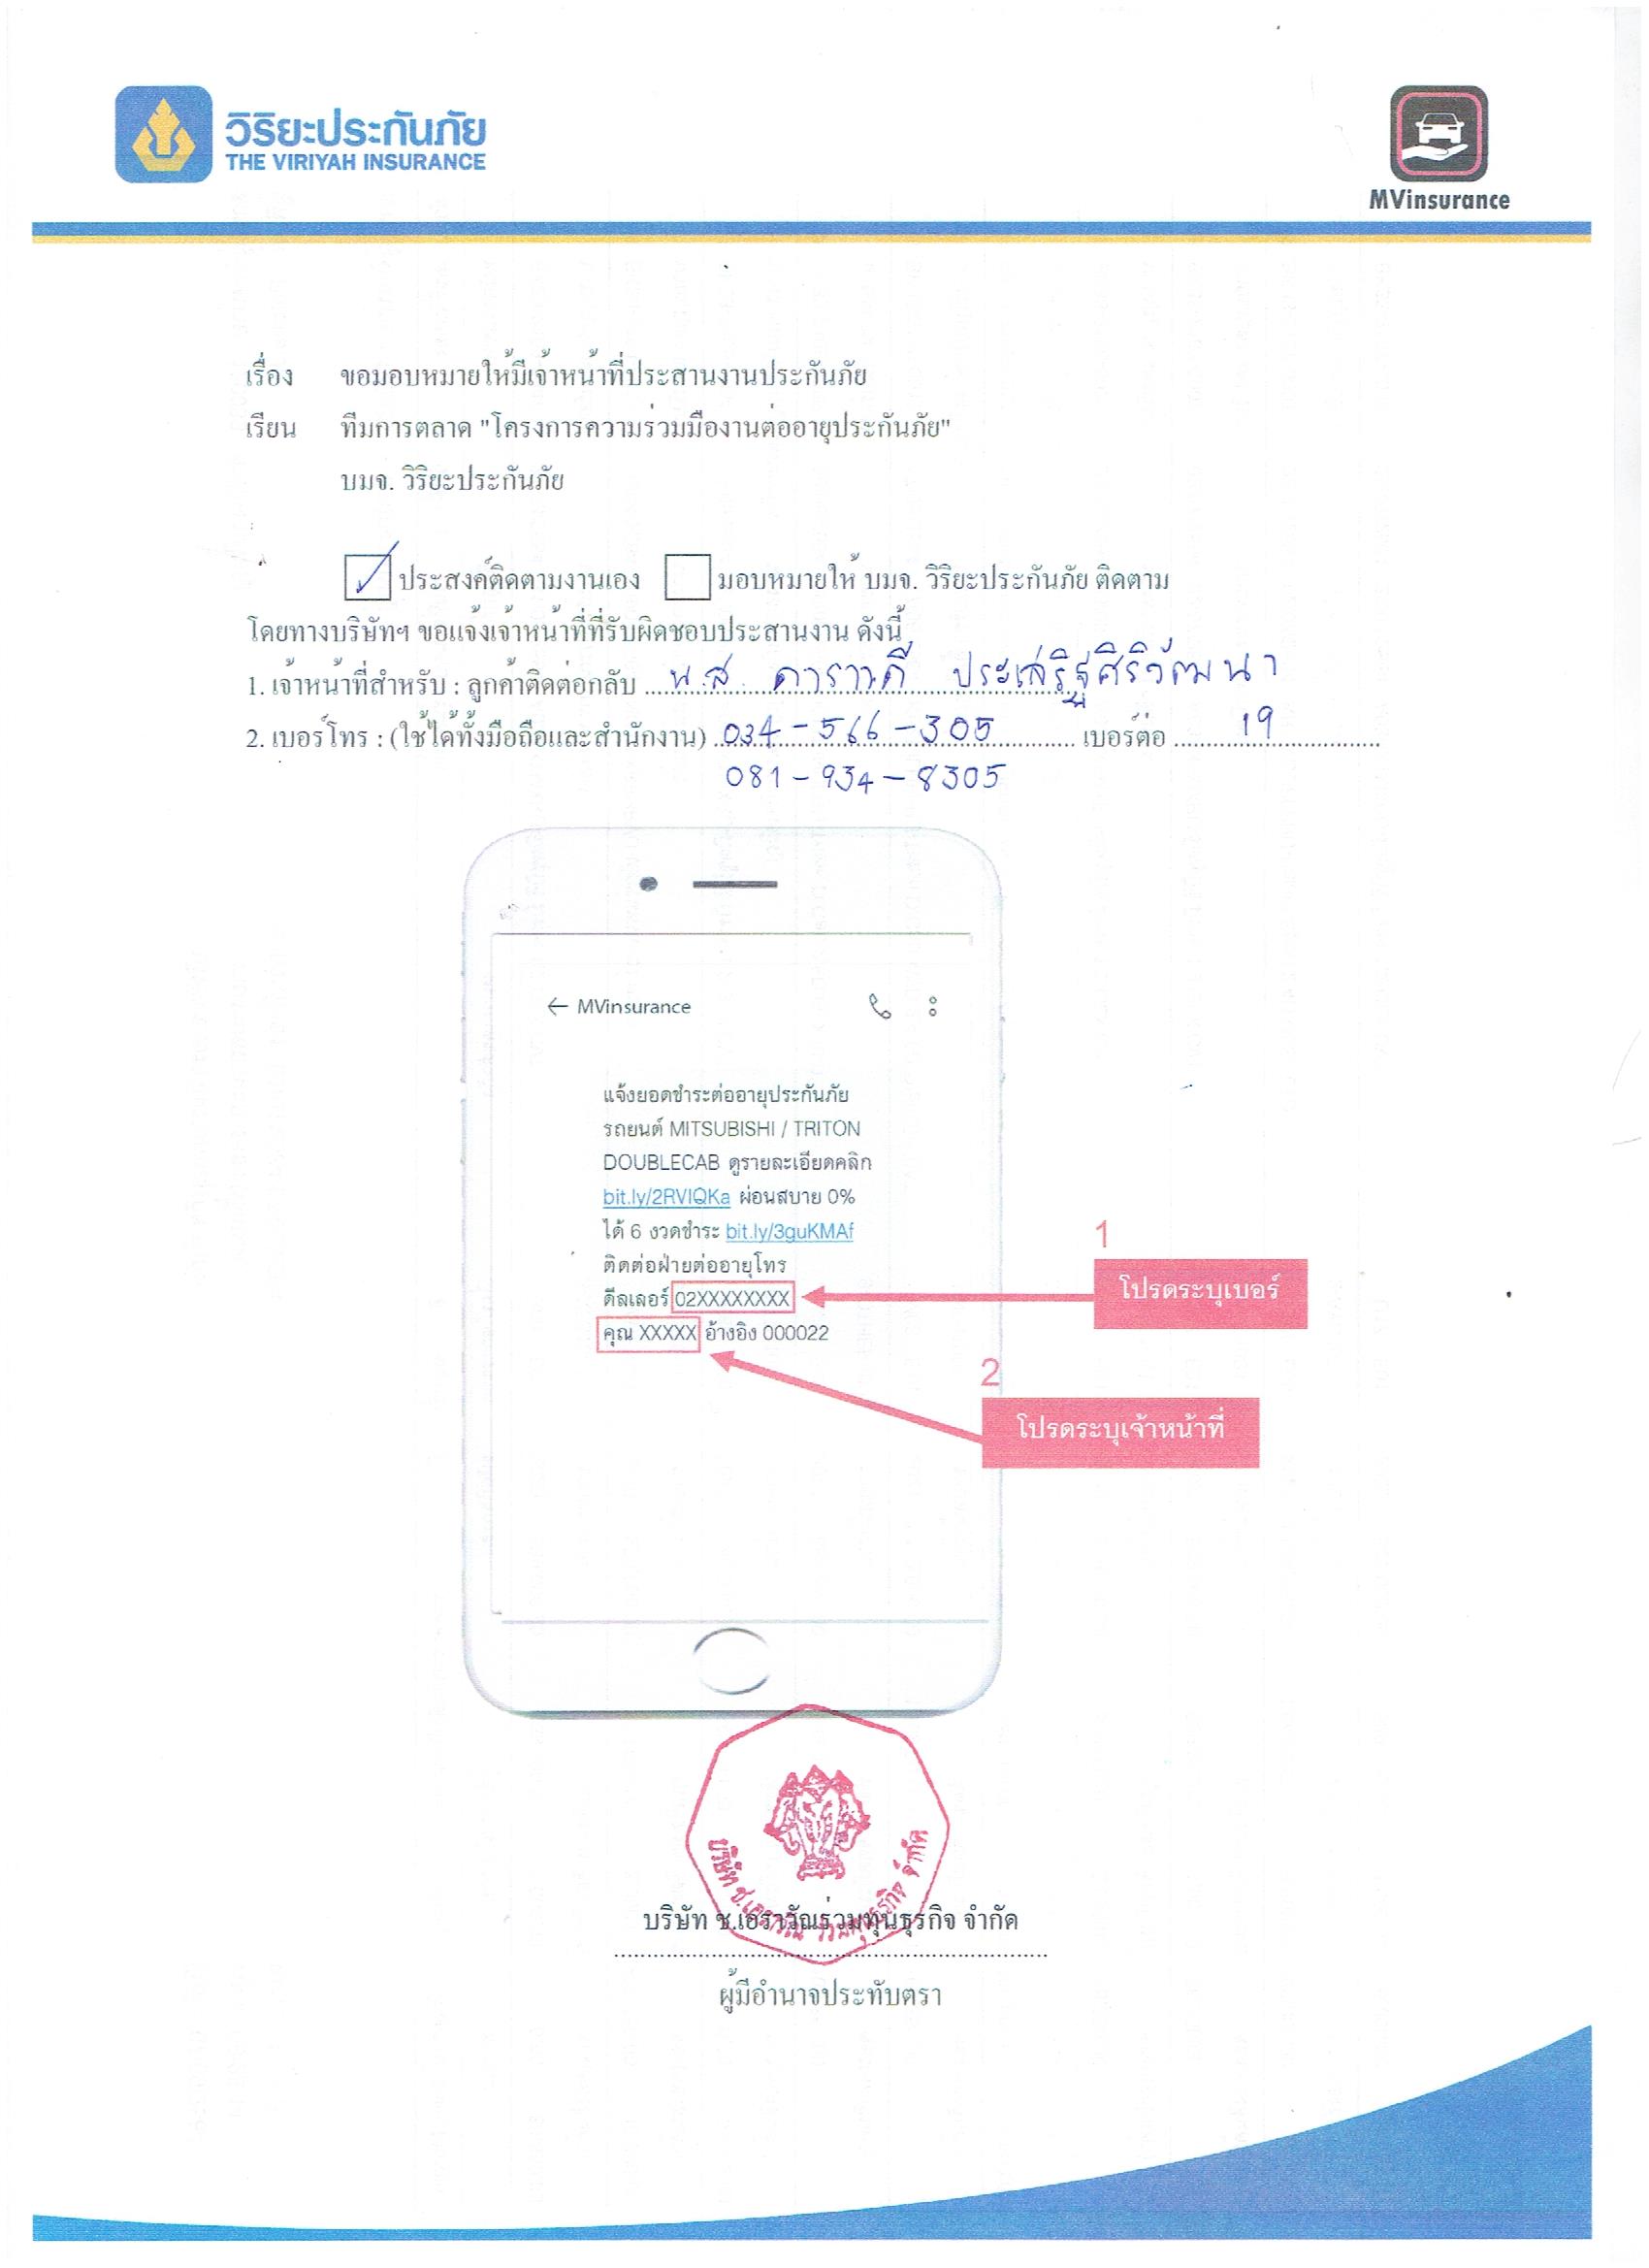 วิริยะประกันภัย
THE VIRIYAH INSURANCE
MVinsurance
เรื่อง ขอมอบหมายให้มีเจ้าหน้าที่ประสานงานประกันภัย
เรียน ทีมการตลาด "โครงการความร่วมมืองานต่ออายุประกันภัย"
บมจ. วิริยะประกันภัย
ประสงค์ติดตามงานเอง มอบหมายให้ บมจ. วิริยะประกันภัย ติดตาม
โดยทางบริษัทฯ ขอแจ้งเจ้าหน้าที่ที่รับผิดชอบประสานงาน ดังนี้
1. เจ้าหน้าที่สำหรับ : ลูกค้าติดต่อกลับ น.ส. ดาราวดี ประเสริฐศิริวัฒนา
2. เบอร์โทร : (ใช้ได้ทั้งมือถือและสำนักงาน) 034-566-305 เบอร์ต่อ 19
081-934-8305
← MVinsurance
แจ้งยอดชำระต่ออายุประกันภัย
รถยนต์ MITSUBISHI / TRITON
DOUBLECAB ดูรายละเอียดคลิก
bit.ly/2RVIQKa ผ่อนสบาย 0%
ได้ 6 งวดชำระ bit.ly/3guKMAf
ติดต่อฝ่ายต่ออายุโทร
ดีลเลอร์ 02XXXXXXXX
คุณ XXXXX อ้างอิง 000022
1
โปรดระบุเบอร์
2
โปรดระบุเจ้าหน้าที่
บริษัท ช.เอราวัณ ร่วมทุนธุรกิจ จำกัด
บริษัท ช.เอราวัณร่วมทุนธุรกิจ จำกัด
ผู้มีอำนาจประทับตรา